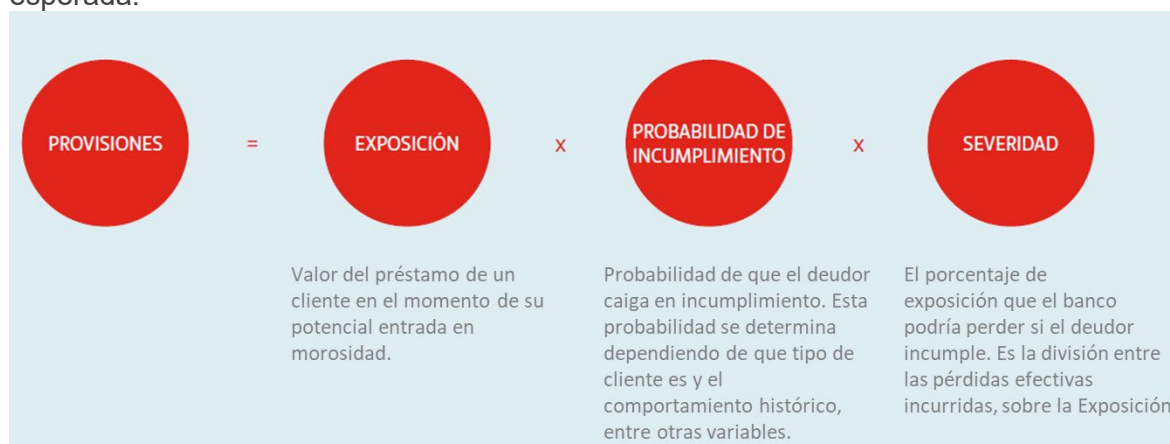 esperada.
PROVISIONES
=
EXPOSICIÓN
x
PROBABILIDAD DE
INCUMPLIMIENTO
x
SEVERIDAD
Valor del préstamo de un
cliente en el momento de su
potencial entrada en
morosidad.
Probabilidad de que el deudor
caiga en incumplimiento. Esta
probabilidad se determina
dependiendo de que tipo de
cliente es y el
comportamiento histórico,
entre otras variables.
El porcentaje de
exposición que el banco
podría perder si el deudor
incumple. Es la división entre
las pérdidas efectivas
incurridas, sobre la Exposición